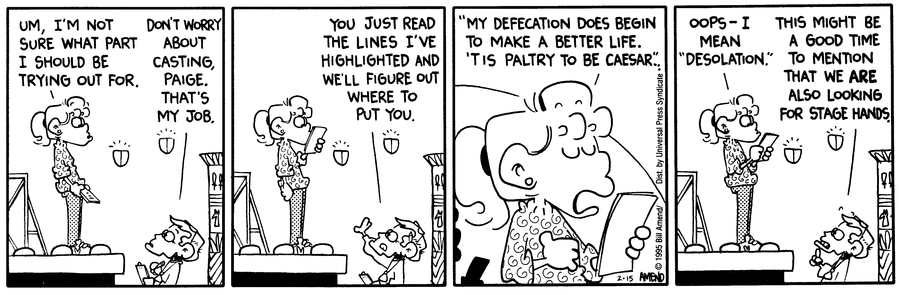 UM, I'M NOT
SURE WHAT PART
I SHOULD BE
TRYING OUT FOR.
DON'T WORRY
ABOUT
CASTING,
PAIGE.
THAT'S
MY JOB.
YOU JUST READ
THE LINES I'VE
HIGHLIGHTED AND
WE'LL FIGURE OUT
WHERE TO
PUT YOU.
"MY DEFECATION DOES BEGIN
TO MAKE A BETTER LIFE.
'TIS PALTRY TO BE CAESAR"..
© 1995 Bill Amend/ Dist. by Universal Press Syndicate
2-15 AMEND
OOPS - I
MEAN
"DESOLATION."
THIS MIGHT BE
A GOOD TIME
TO MENTION
THAT WE ARE
ALSO LOOKING
FOR STAGE HANDS.